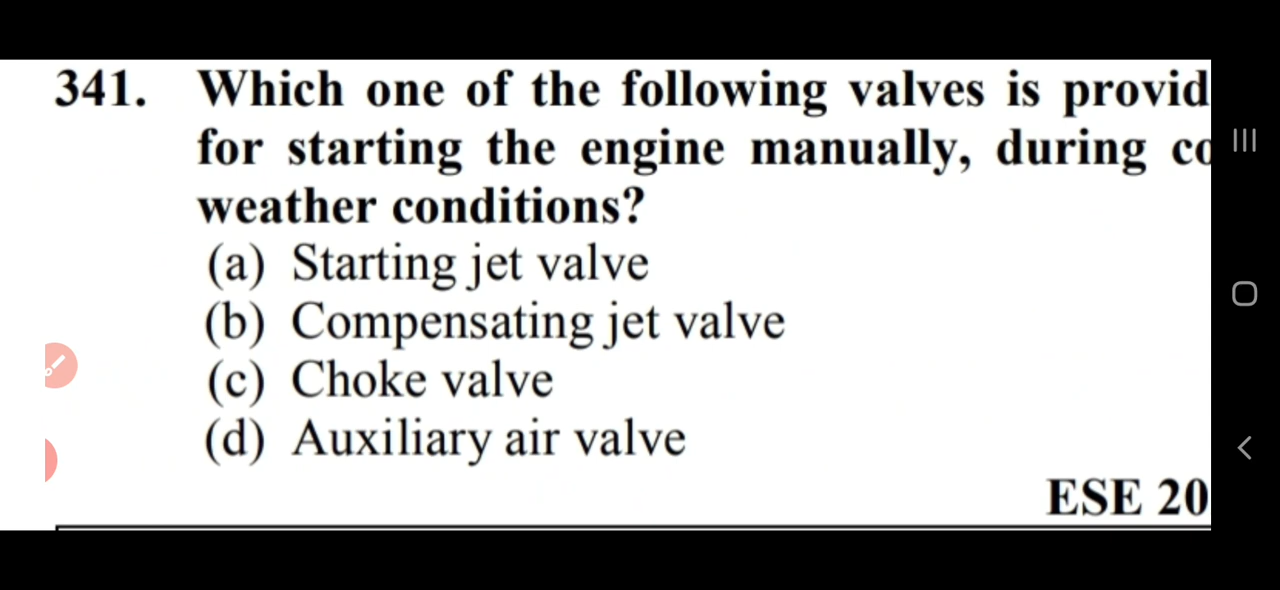 341. Which one of the following valves is provid
for starting the engine manually, during co
weather conditions?
(a) Starting jet valve
(b) Compensating jet valve
(c) Choke valve
(d) Auxiliary air valve
ESE 20